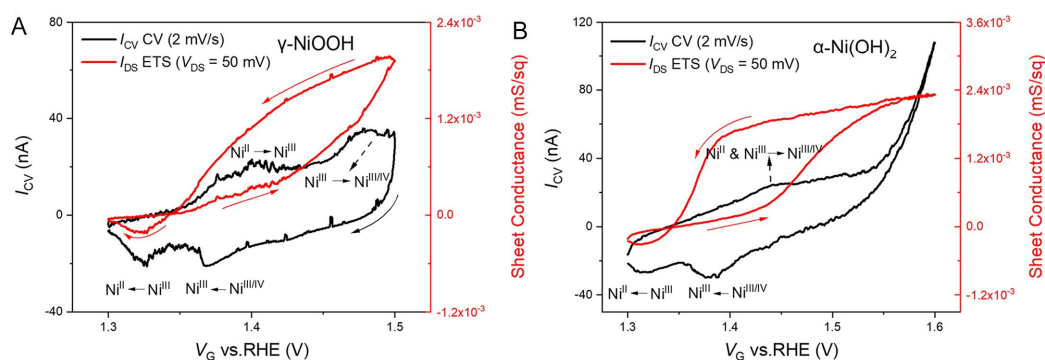 A
80
40
0
-40
I_CV (nA)
I_CV CV (2 mV/s)
I_DS ETS (V_DS = 50 mV)
γ-NiOOH
Ni^II → Ni^III
Ni^III → Ni^III/IV
Ni^II ← Ni^III
Ni^III ← Ni^III/IV
2.4x10^-3
1.2x10^-3
0.0
-1.2x10^-3
Sheet Conductance (mS/sq)
1.3
1.4
1.5
V_G vs.RHE (V)
B
120
80
40
0
-40
I_CV (nA)
I_CV CV (2 mV/s)
I_DS ETS (V_DS = 50 mV)
α-Ni(OH)_2
Ni^II & Ni^III → Ni^III/IV
Ni^II ← Ni^III
Ni^III ← Ni^III/IV
3.6x10^-3
2.4x10^-3
1.2x10^-3
0.0
-1.2x10^-3
Sheet Conductance (mS/sq)
1.3
1.4
1.5
1.6
V_G vs.RHE (V)